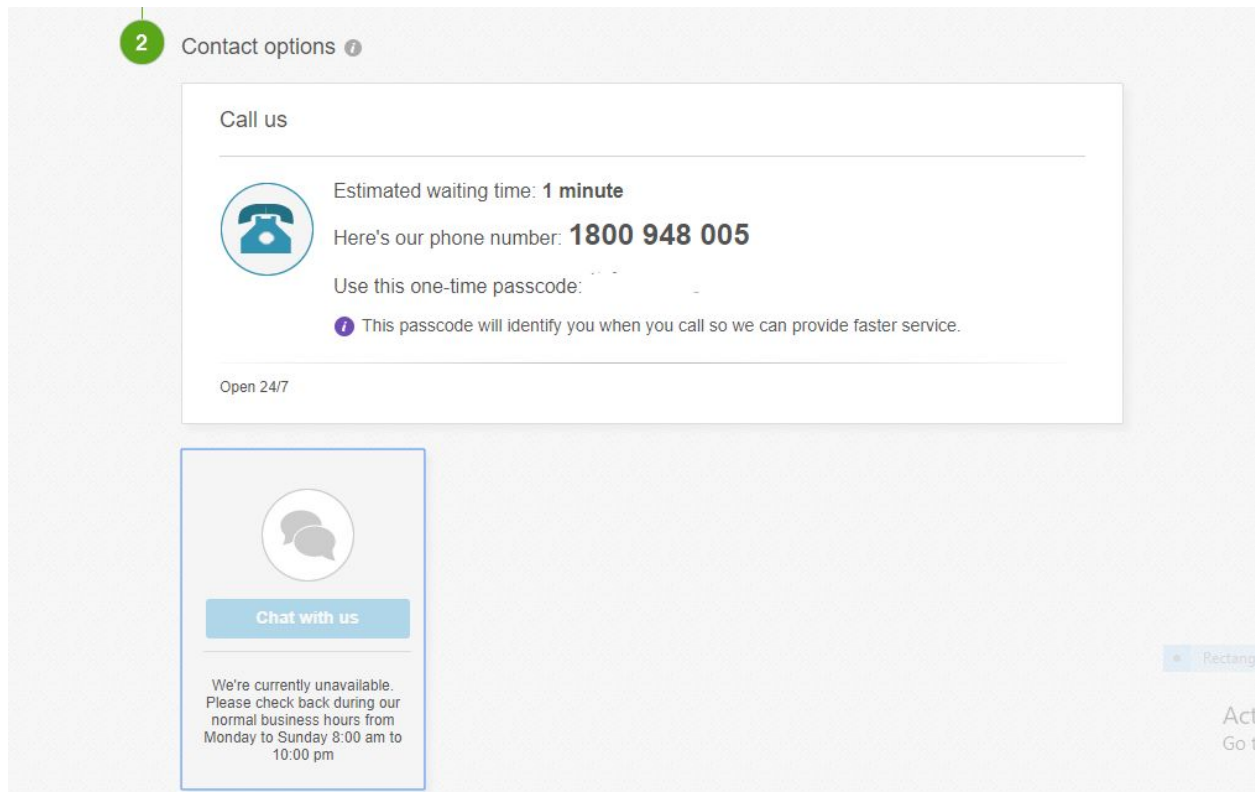 2
Contact options
Call us
Estimated waiting time: 1 minute
Here's our phone number: 1800 948 005
Use this one-time passcode:
This passcode will identify you when you call so we can provide faster service.
Open 24/7
Chat with us
We're currently unavailable.
Please check back during our
normal business hours from
Monday to Sunday 8:00 am to
10:00 pm
Rectang
Act
Go t